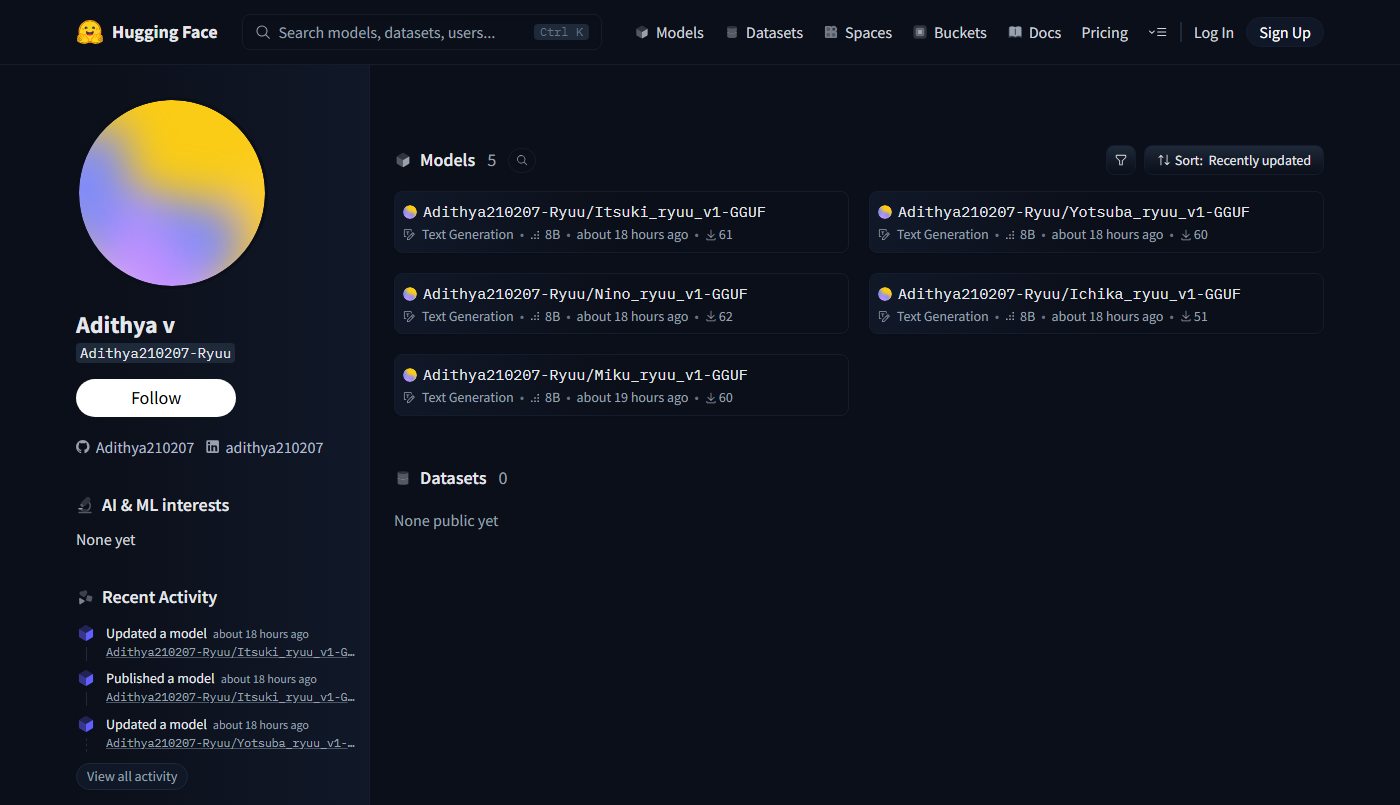 Hugging Face
Search models, datasets, users...
Ctrl K
Models
Datasets
Spaces
Buckets
Docs
Pricing
Log In
Sign Up
Adithya v
Adithya210207-Ryuu
Follow
Adithya210207 adithya210207
AI & ML interests
None yet
Recent Activity
Updated a model about 18 hours ago
Adithya210207-Ryuu/Itsuki_ryuu_v1-G…
Published a model about 18 hours ago
Adithya210207-Ryuu/Itsuki_ryuu_v1-G…
Updated a model about 18 hours ago
Adithya210207-Ryuu/Yotsuba_ryuu_v1-…
View all activity
Models 5
Sort: Recently updated
Adithya210207-Ryuu/Itsuki_ryuu_v1-GGUF
Text Generation • 8B • about 18 hours ago • 61
Adithya210207-Ryuu/Yotsuba_ryuu_v1-GGUF
Text Generation • 8B • about 18 hours ago • 60
Adithya210207-Ryuu/Nino_ryuu_v1-GGUF
Text Generation • 8B • about 18 hours ago • 62
Adithya210207-Ryuu/Ichika_ryuu_v1-GGUF
Text Generation • 8B • about 18 hours ago • 51
Adithya210207-Ryuu/Miku_ryuu_v1-GGUF
Text Generation • 8B • about 19 hours ago • 60
Datasets 0
None public yet